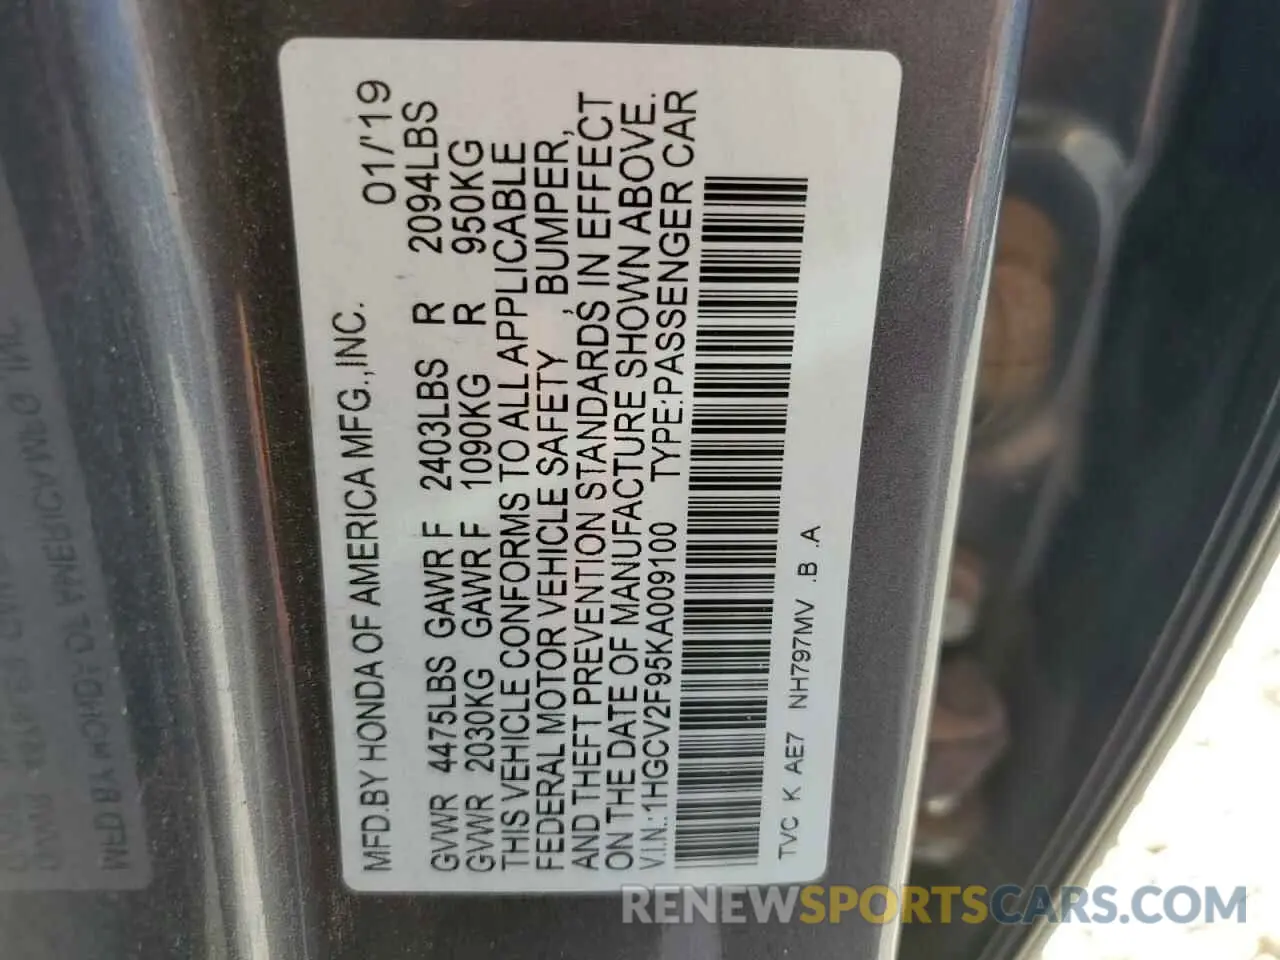 MFD.BY HONDA OF AMERICA MFG.,INC. 01/'19
GVWR 4475LBS GAWR F 2403LBS R 2094LBS
GVWR 2030KG GAWR F 1090KG R 950KG
THIS VEHICLE CONFORMS TO ALL APPLICABLE
FEDERAL MOTOR VEHICLE SAFETY , BUMPER,
AND THEFT PREVENTION STANDARDS IN EFFECT
ON THE DATE OF MANUFACTURE SHOWN ABOVE.
V.I.N.:1HGCV2F95KA009100 TYPE:PASSENGER CAR
TVC K AE7 NH797MV .B .A
RENEWSPORTSCARS.COM